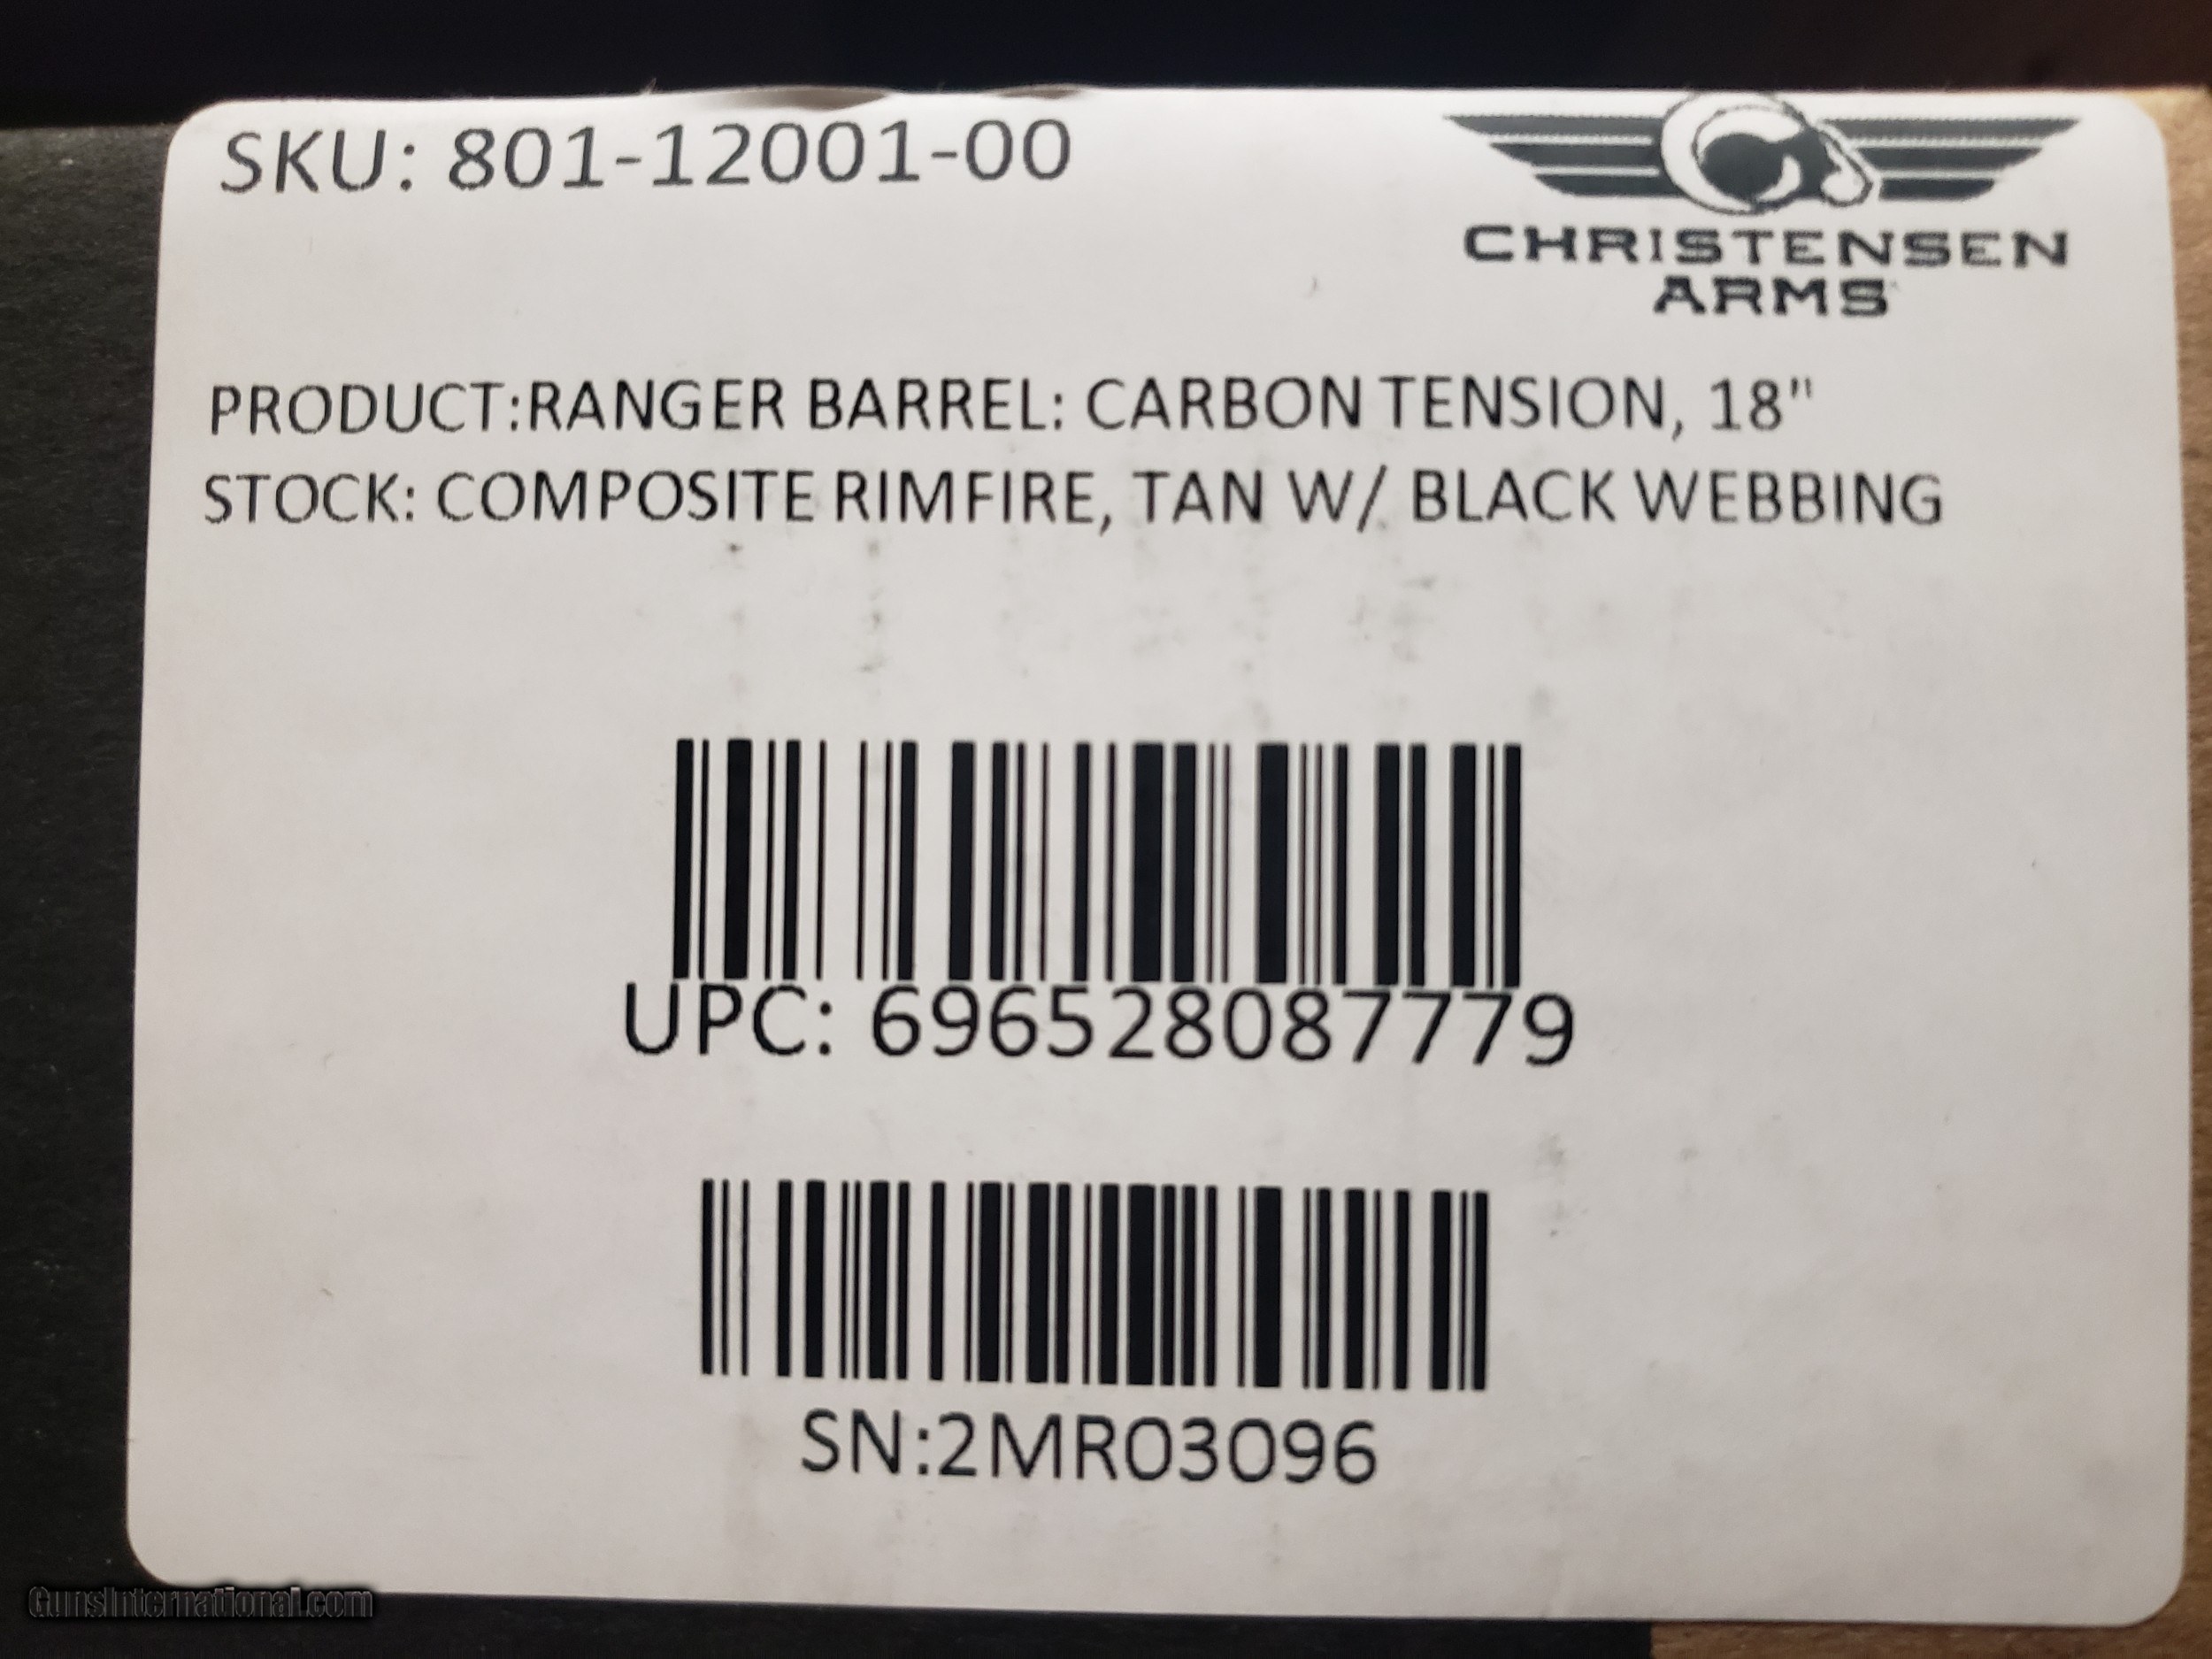 SKU: 801-12001-00
CHRISTENSEN
ARMS
PRODUCT:RANGER BARREL: CARBON TENSION, 18"
STOCK: COMPOSITE RIMFIRE, TAN W/ BLACK WEBBING
UPC: 696528087779
SN:2MR03096
GunsInternational.com